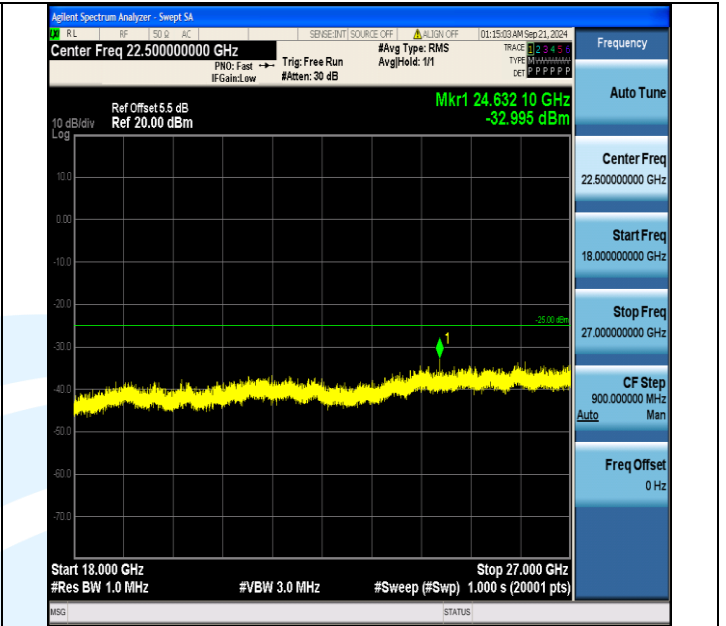 Agilent Spectrum Analyzer - Swept SA
RL RF 50 Ω AC SENSE:INT SOURCE OFF ALIGN OFF 01:15:03 AM Sep 21, 2024
Center Freq 22.500000000 GHz
#Avg Type: RMS
TRACE 1 2 3 4 5 6
PNO: Fast
Trig: Free Run
Avg|Hold: 1/1
TYPE
IFGain:Low
#Atten: 30 dB
DET P P P P P P
Mkr1 24.632 10 GHz
-32.995 dBm
Ref Offset 5.5 dB
10 dB/div Ref 20.00 dBm
Log
10.0
0.00
-10.0
-20.0
-25.00 dBm
-30.0
1
-40.0
-50.0
-60.0
-70.0
Start 18.000 GHz Stop 27.000 GHz
#Res BW 1.0 MHz #VBW 3.0 MHz #Sweep (#Swp) 1.000 s (20001 pts)
MSG STATUS
Frequency
Auto Tune
Center Freq
22.500000000 GHz
Start Freq
18.000000000 GHz
Stop Freq
27.000000000 GHz
CF Step
900.000000 MHz
Auto Man
Freq Offset
0 Hz